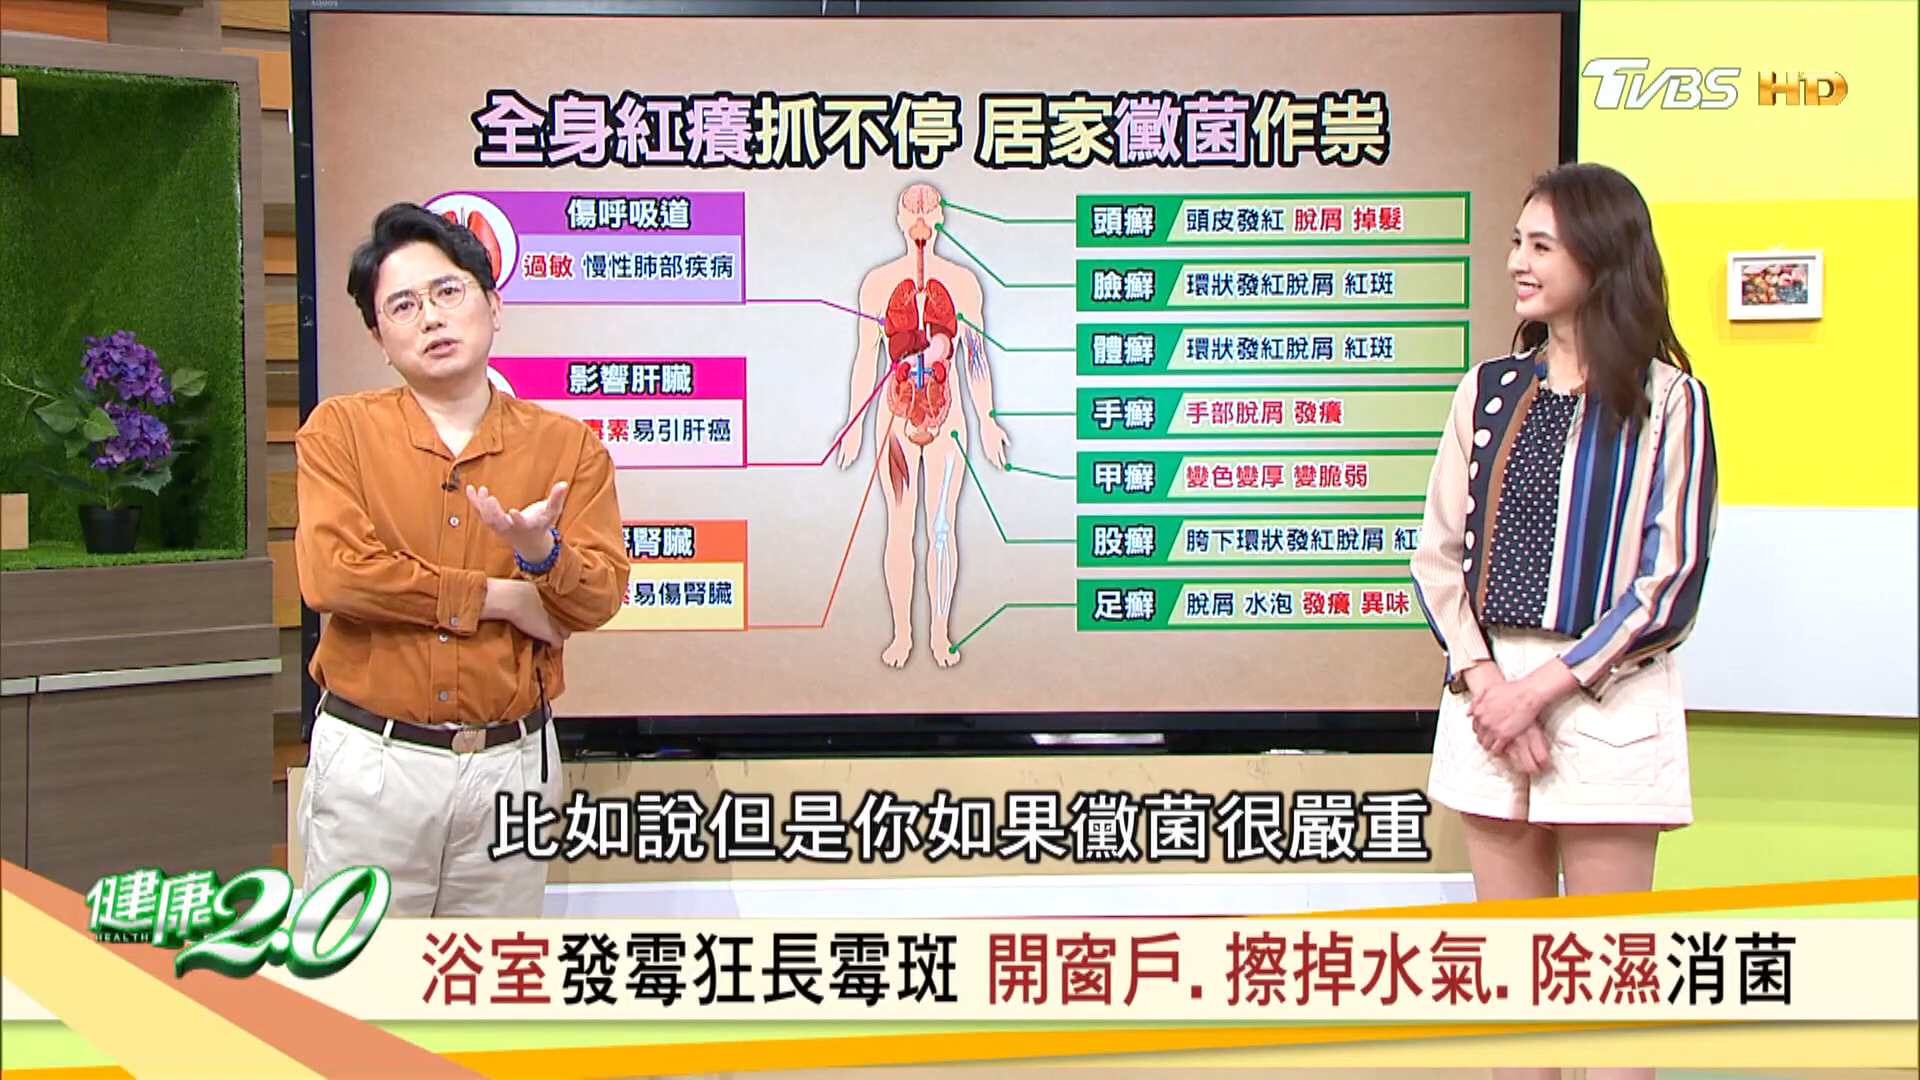 TVBS HD
全身紅癢抓不停 居家黴菌作祟
傷呼吸道
過敏 慢性肺部疾病
影響肝臟
毒素易引肝癌
腎臟
易傷腎臟
頭癬 頭皮發紅 脫屑 掉髮
臉癬 環狀發紅脫屑 紅斑
體癬 環狀發紅脫屑 紅斑
手癬 手部脫屑 發癢
甲癬 變色變厚 變脆弱
股癬 胯下環狀發紅脫屑 紅
足癬 脫屑 水泡 發癢 異味
比如說但是你如果黴菌很嚴重
健康2.0
HEALTH
浴室發霉狂長霉斑 開窗戶.擦掉水氣.除濕消菌